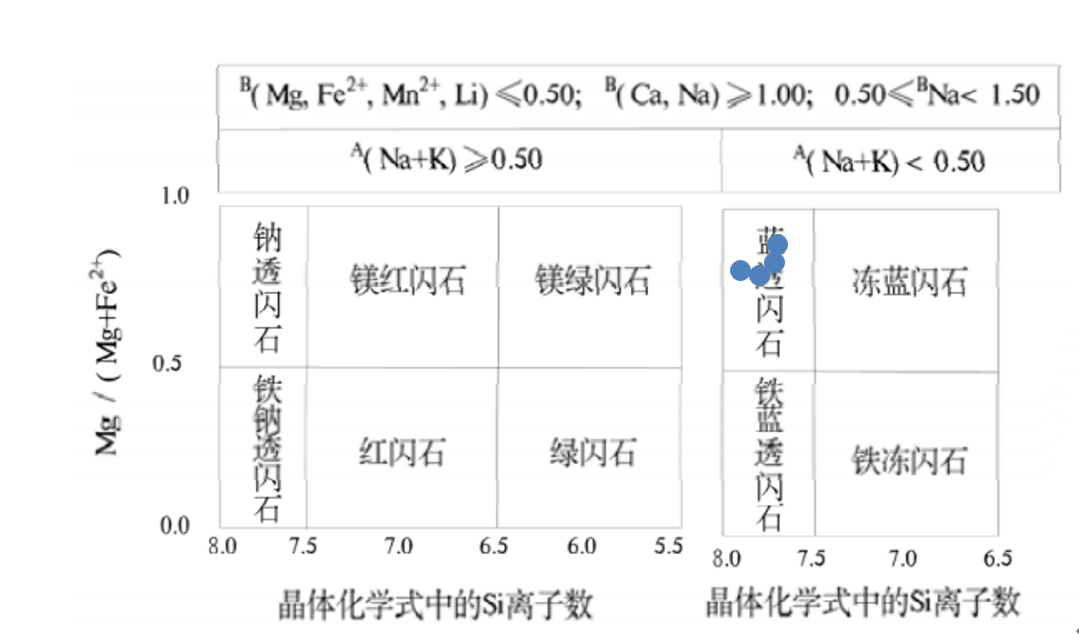 ᴮ( Mg, Fe²⁺, Mn²⁺, Li) ⩽0.50; ᴮ( Ca, Na) ⩾1.00; 0.50⩽ᴮNa< 1.50
ᴬ( Na+K) ⩾0.50
ᴬ( Na+K) < 0.50
Mg / ( Mg+Fe²⁺)
1.0
0.5
0.0
钠透闪石
镁红闪石
镁绿闪石
铁钠透闪石
红闪石
绿闪石
8.0 7.5 7.0 6.5 6.0 5.5
晶体化学式中的Si离子数
蓝透闪石
冻蓝闪石
铁蓝透闪石
铁冻闪石
8.0 7.5 7.0 6.5
晶体化学式中的Si离子数